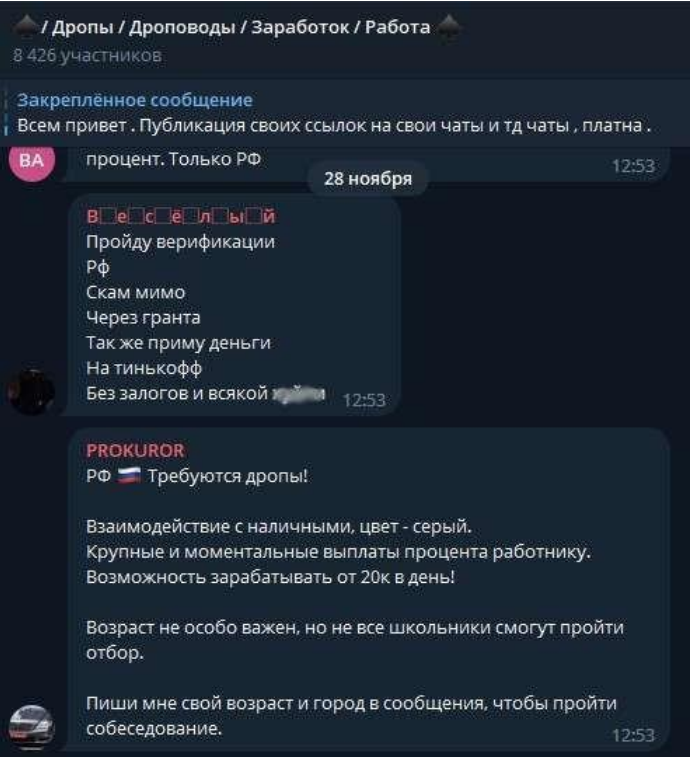 / Дропы / Дроповоды / Заработок / Работа
8 426 участников
Закреплённое сообщение
Всем привет . Публикация своих ссылок на свои чаты и тд чаты , платна .
ВА
процент. Только РФ
12:53
28 ноября
В□е□с□ё□л□ы□й
Пройду верификации
Рф
Скам мимо
Через гранта
Так же приму деньги
На тинькофф
Без залогов и всякой
12:53
PROKUROR
РФ 🇷🇺 Требуются дропы!
Взаимодействие с наличными, цвет - серый.
Крупные и моментальные выплаты процента работнику.
Возможность зарабатывать от 20к в день!
Возраст не особо важен, но не все школьники смогут пройти
отбор.
Пиши мне свой возраст и город в сообщения, чтобы пройти
собеседование.
12:53